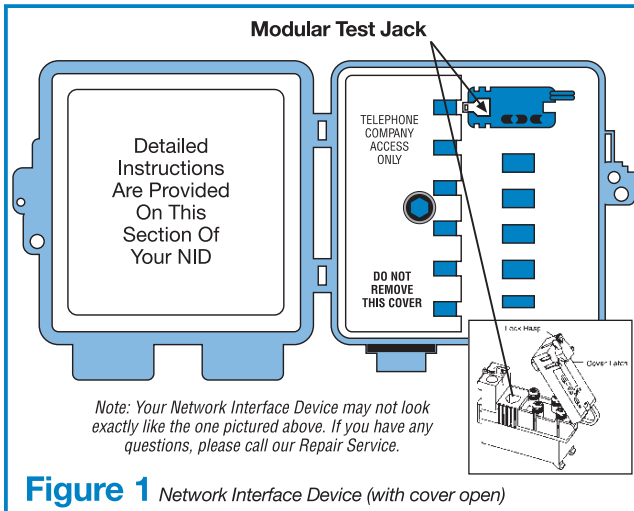 Modular Test Jack
Detailed
Instructions
Are Provided
On This
Section Of
Your NID
TELEPHONE
COMPANY
ACCESS
ONLY
DO NOT
REMOVE
THIS COVER
Lock Hasp
Cover Latch
Note: Your Network Interface Device may not look
exactly like the one pictured above. If you have any
questions, please call our Repair Service.
Figure 1 Network Interface Device (with cover open)